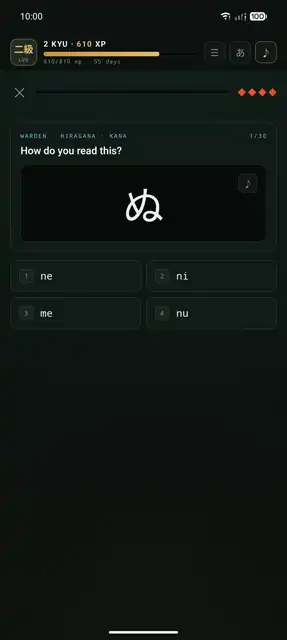 10:00
100
二級
LV9
2 KYU · 610 XP
610/810 xp · 55 days
☰
あ
♪
WARDEN · HIRAGANA · KANA
1/30
How do you read this?
♪
ぬ
1 ne
2 ni
3 me
4 nu